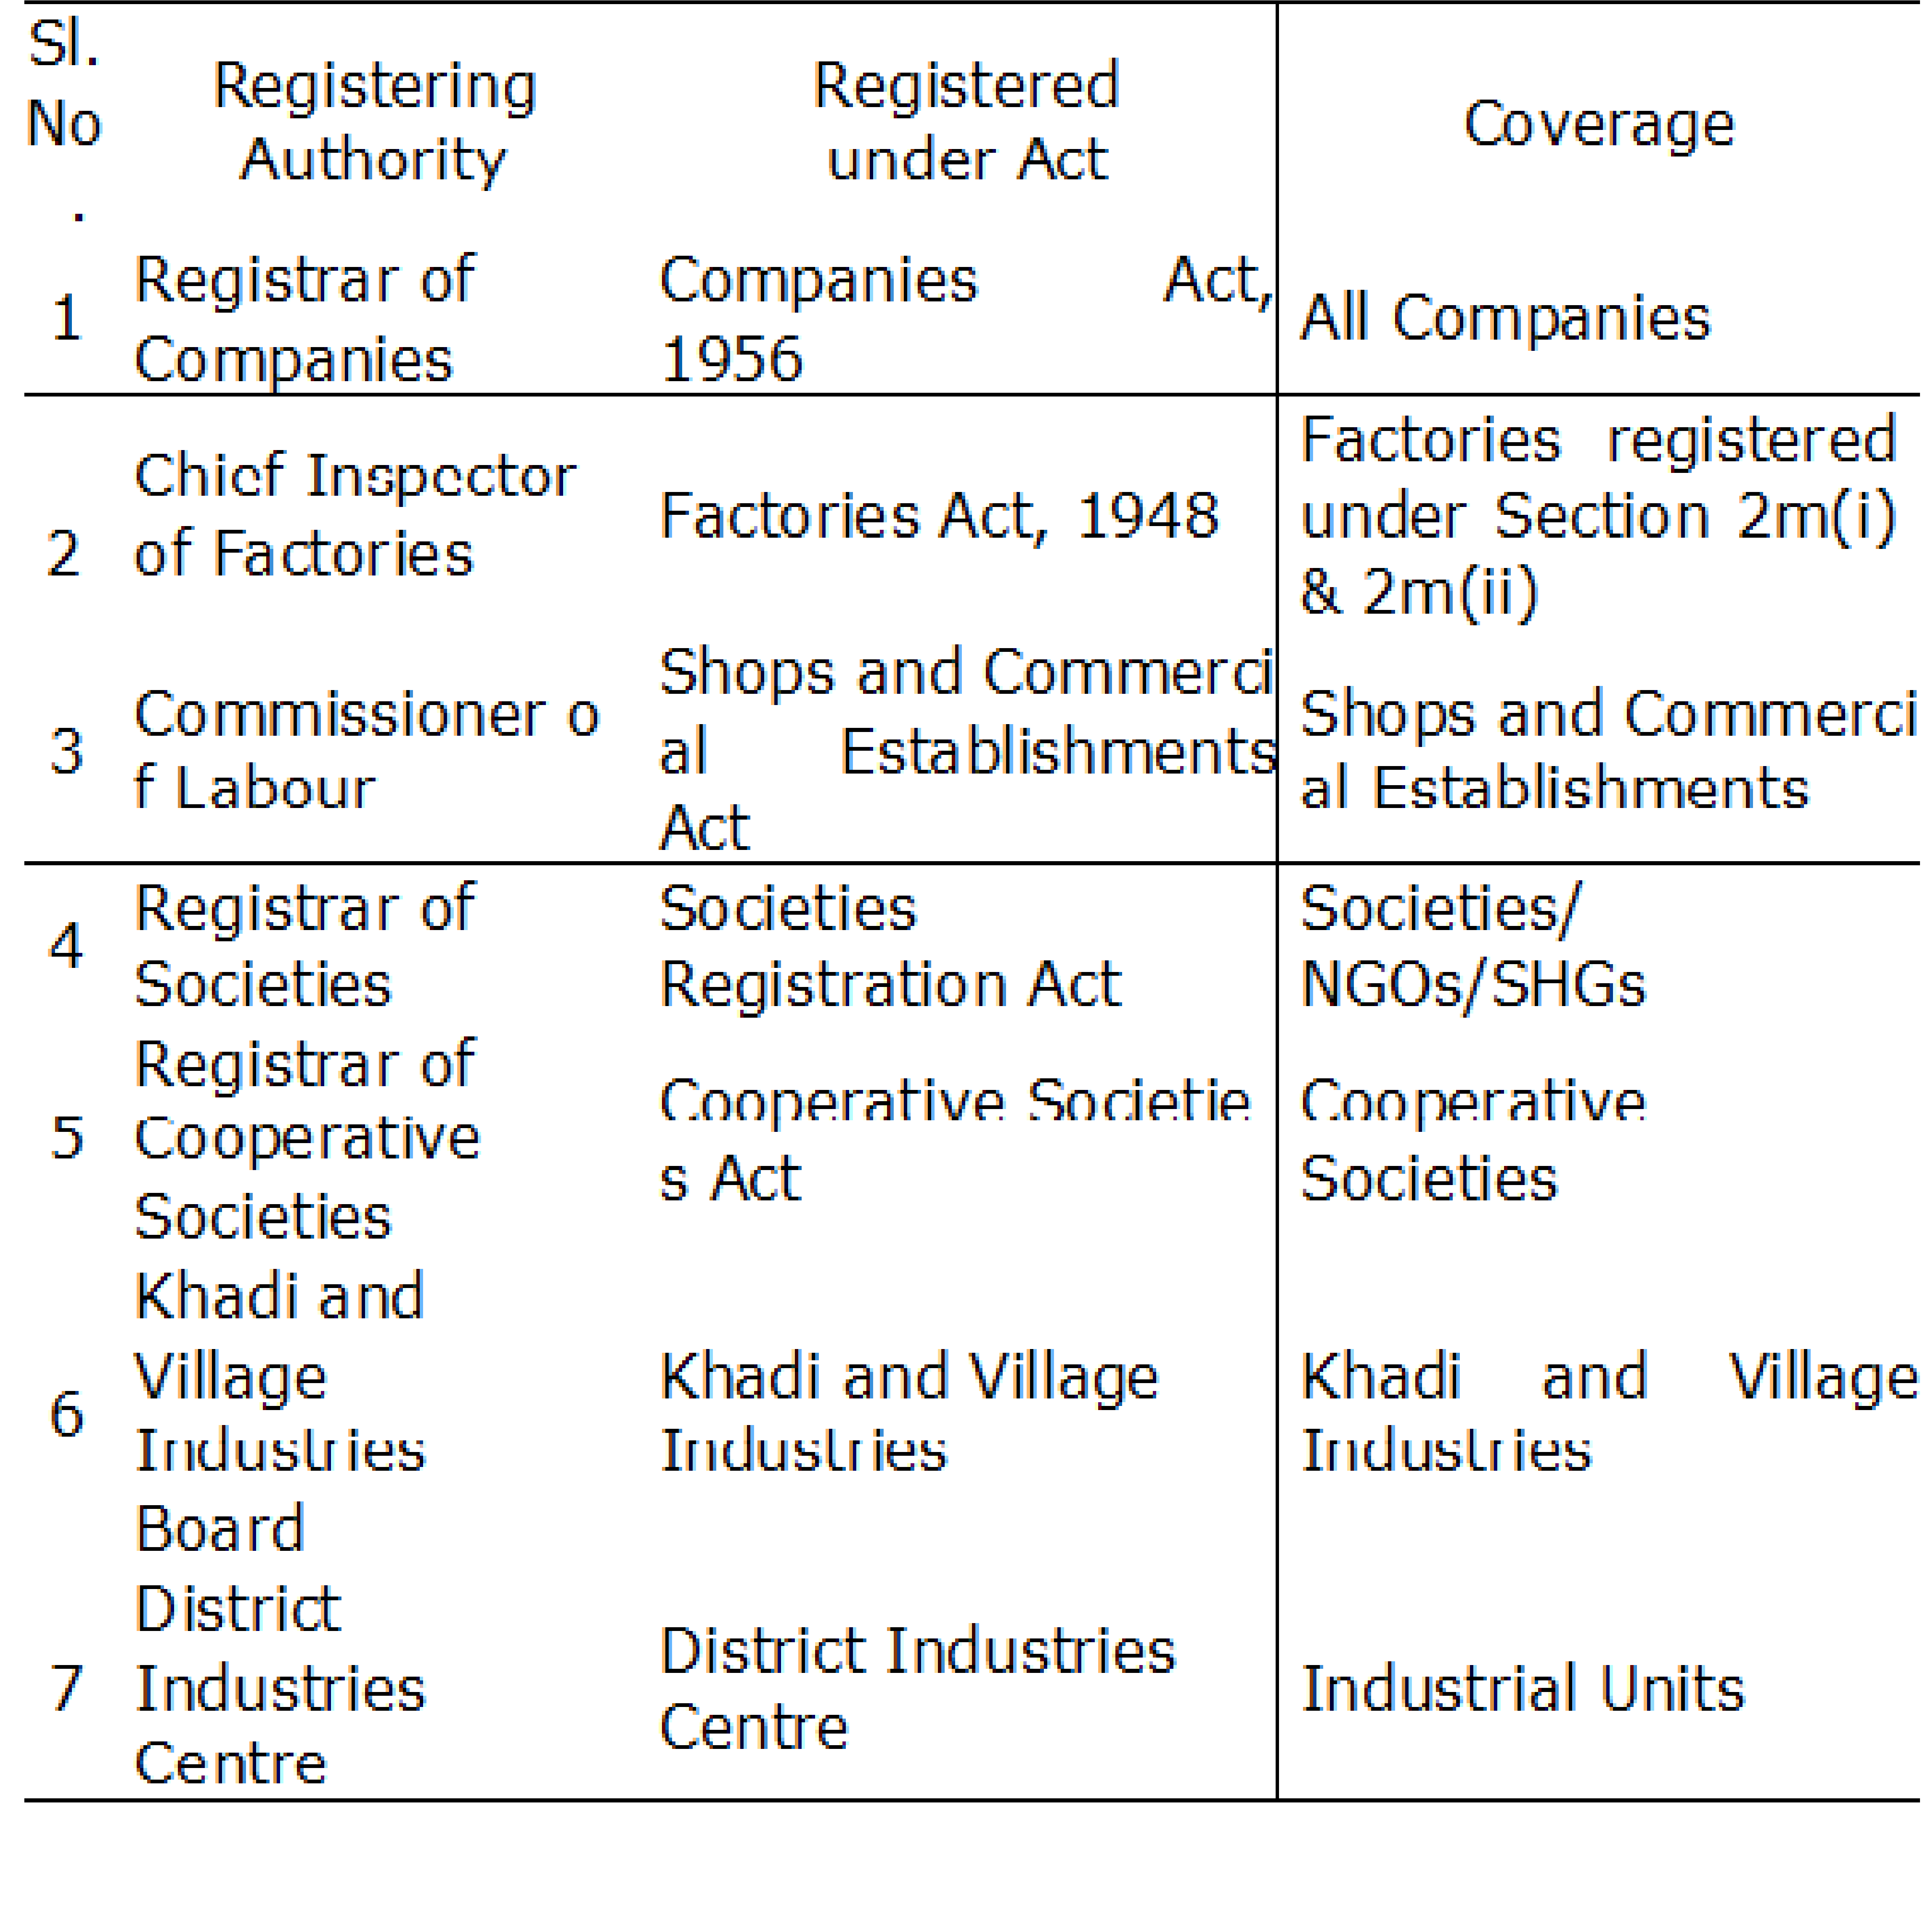 Sl.
No
.
Registering
Authority
Registered
under Act
Coverage
1
Registrar of
Companies
Companies Act,
1956
All Companies
2
Chief Inspector
of Factories
Factories Act, 1948
Factories registered
under Section 2m(i)
& 2m(ii)
3
Commissioner o
f Labour
Shops and Commerci
al Establishments
Act
Shops and Commerci
al Establishments
4
Registrar of
Societies
Societies
Registration Act
Societies/
NGOs/SHGs
5
Registrar of
Cooperative
Societies
Cooperative Societie
s Act
Cooperative
Societies
6
Khadi and
Village
Industries
Board
Khadi and Village
Industries
Khadi and Village
Industries
7
District
Industries
Centre
District Industries
Centre
Industrial Units